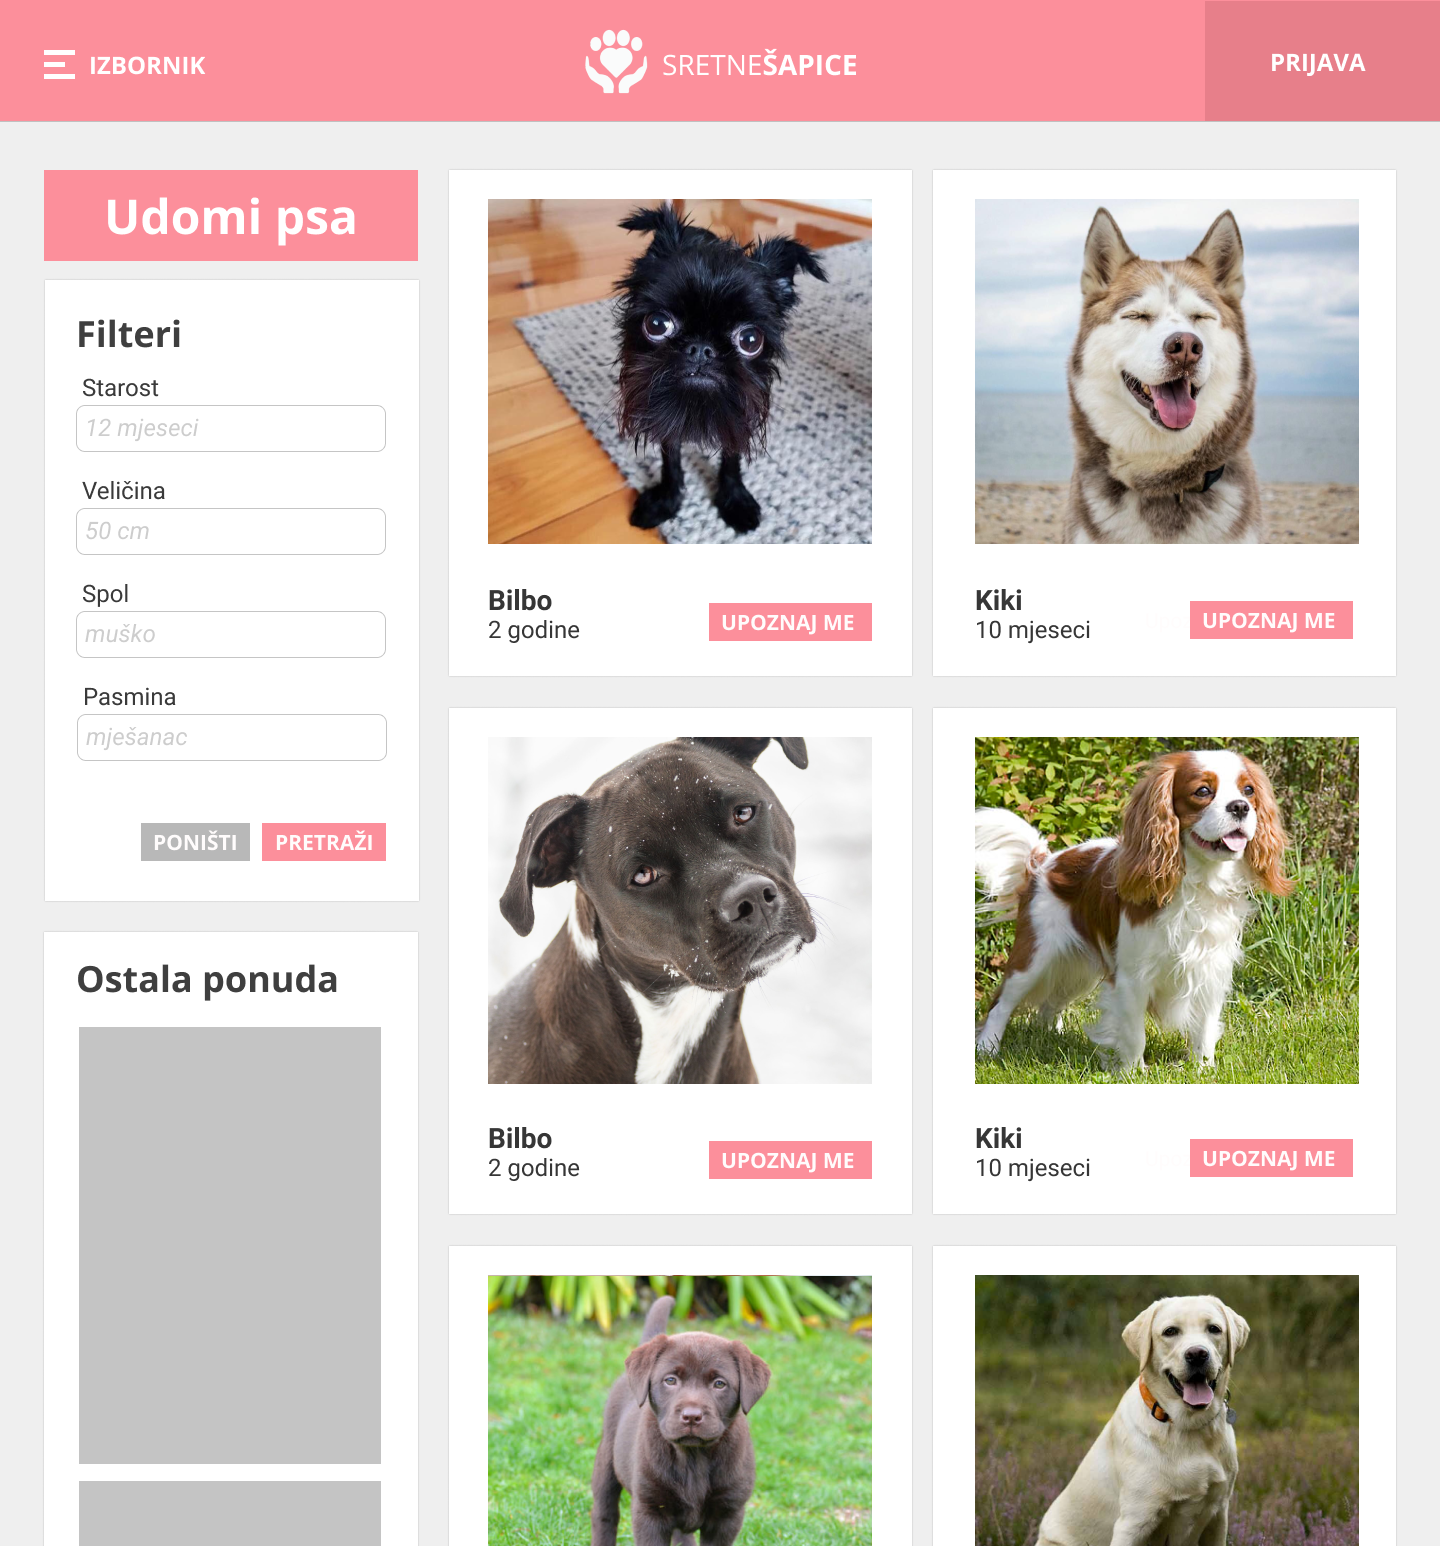 IZBORNIK
SRETNEŠAPICE
PRIJAVA
Udomi psa
Filteri
Starost
12 mjeseci
Veličina
50 cm
Spol
muško
Pasmina
mješanac
PONIŠTI
PRETRAŽI
Ostala ponuda
Bilbo
2 godine
UPOZNAJ ME
Kiki
10 mjeseci
UPOZNAJ ME
Bilbo
2 godine
UPOZNAJ ME
Kiki
10 mjeseci
UPOZNAJ ME